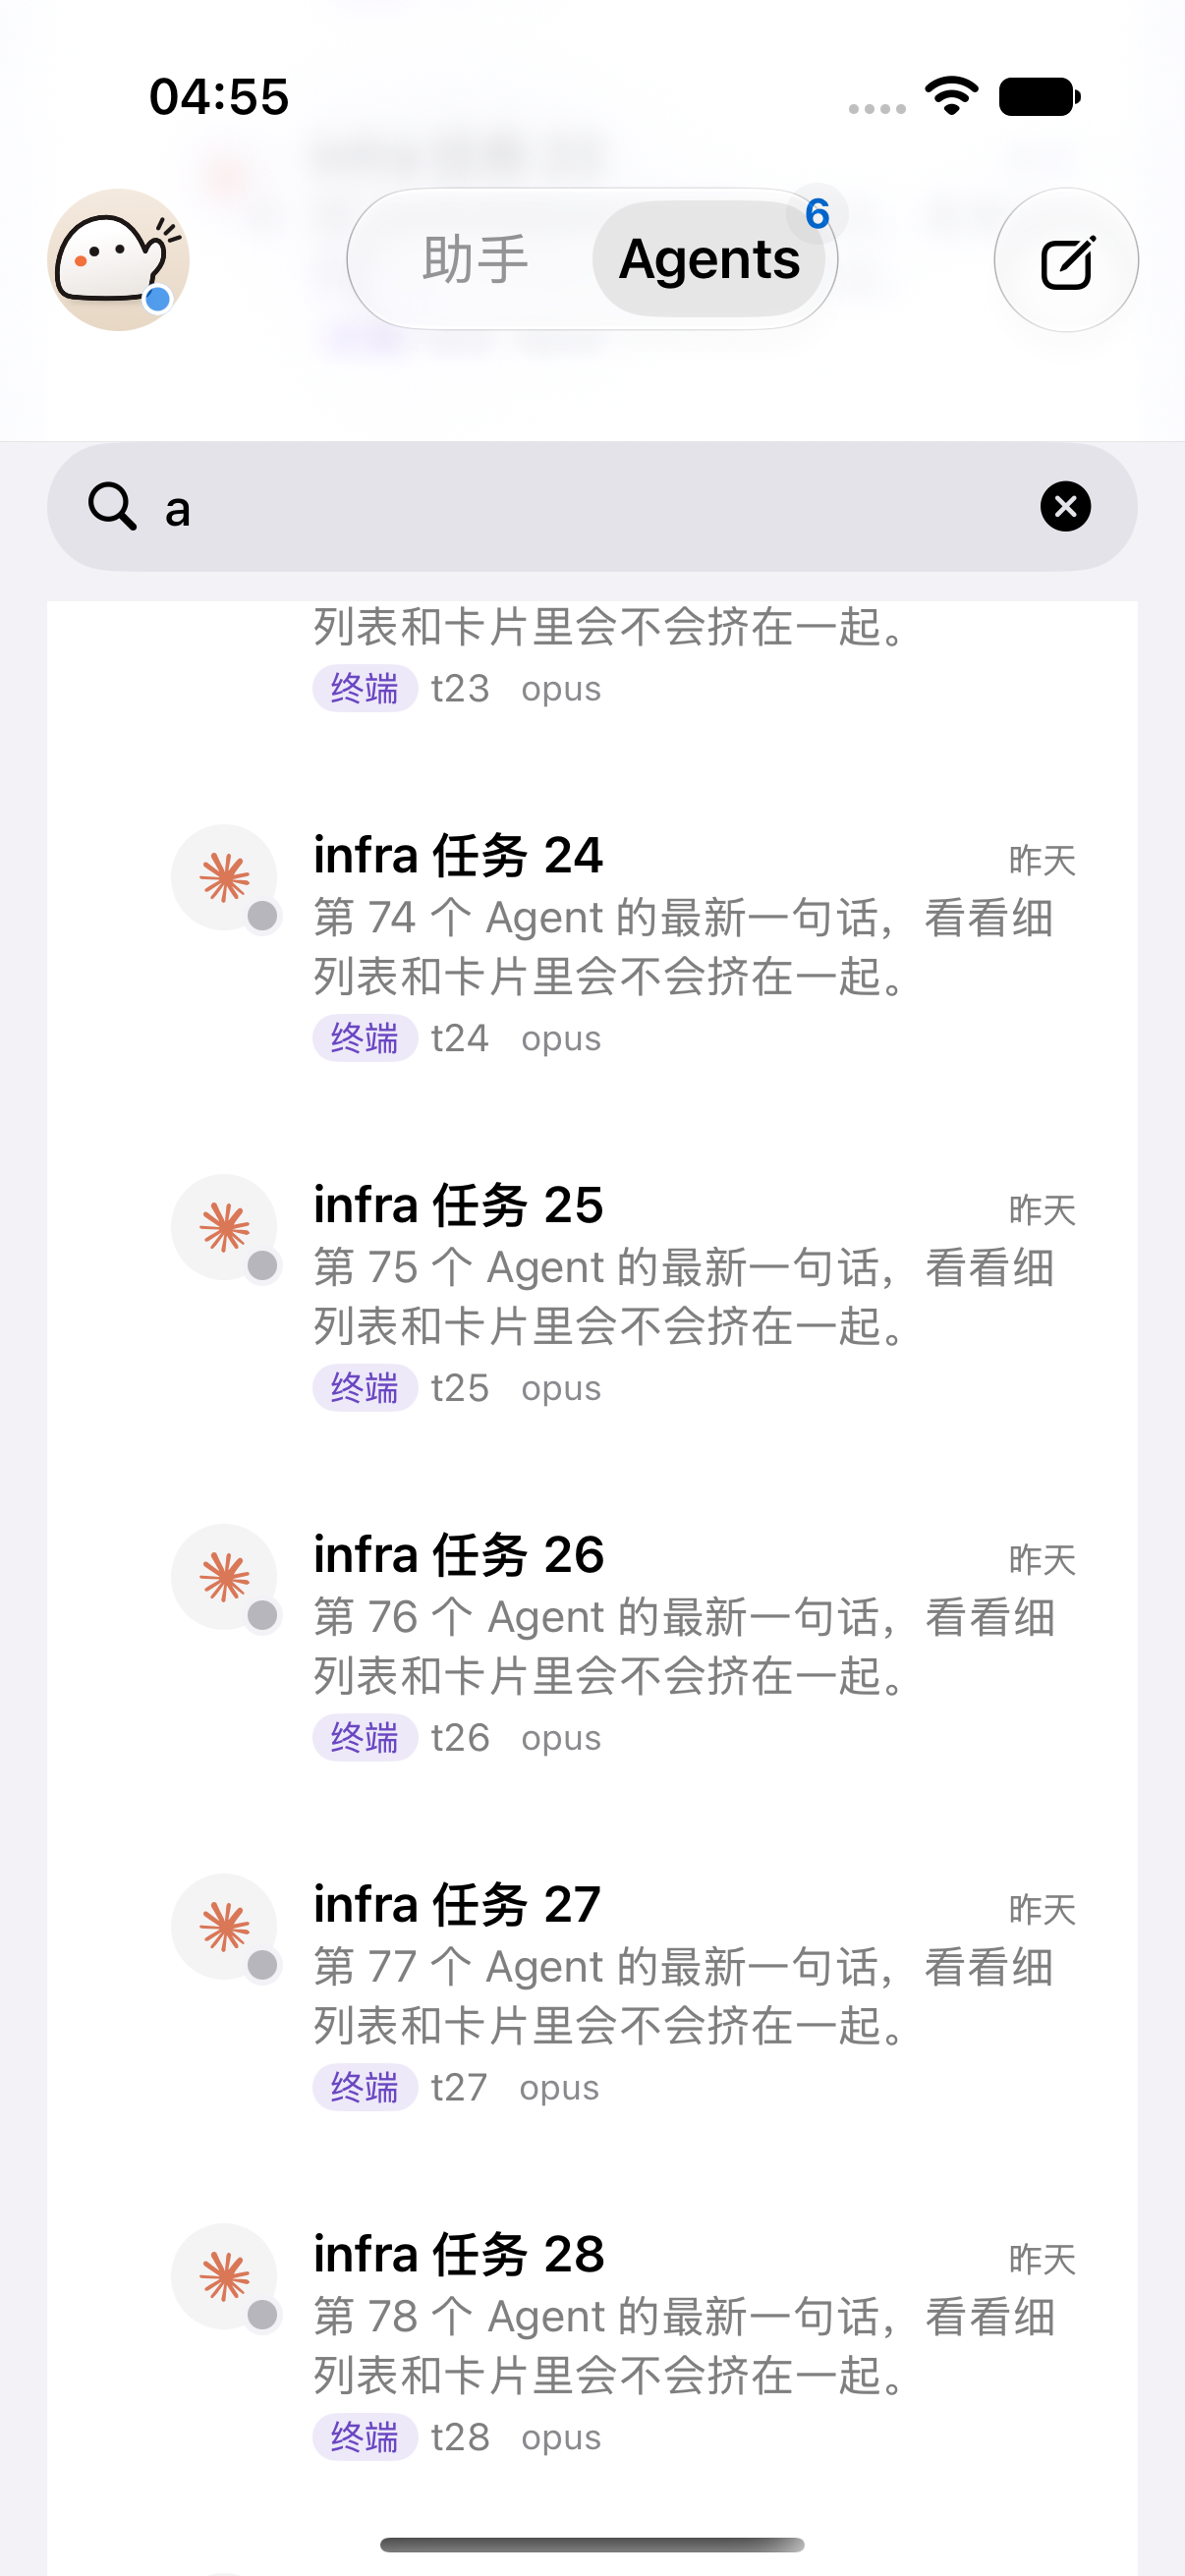 04:55
助手
Agents
6
a
列表和卡片里会不会挤在一起。
终端 t23 opus
infra 任务 24
昨天
第 74 个 Agent 的最新一句话，看看细
列表和卡片里会不会挤在一起。
终端 t24 opus
infra 任务 25
昨天
第 75 个 Agent 的最新一句话，看看细
列表和卡片里会不会挤在一起。
终端 t25 opus
infra 任务 26
昨天
第 76 个 Agent 的最新一句话，看看细
列表和卡片里会不会挤在一起。
终端 t26 opus
infra 任务 27
昨天
第 77 个 Agent 的最新一句话，看看细
列表和卡片里会不会挤在一起。
终端 t27 opus
infra 任务 28
昨天
第 78 个 Agent 的最新一句话，看看细
列表和卡片里会不会挤在一起。
终端 t28 opus